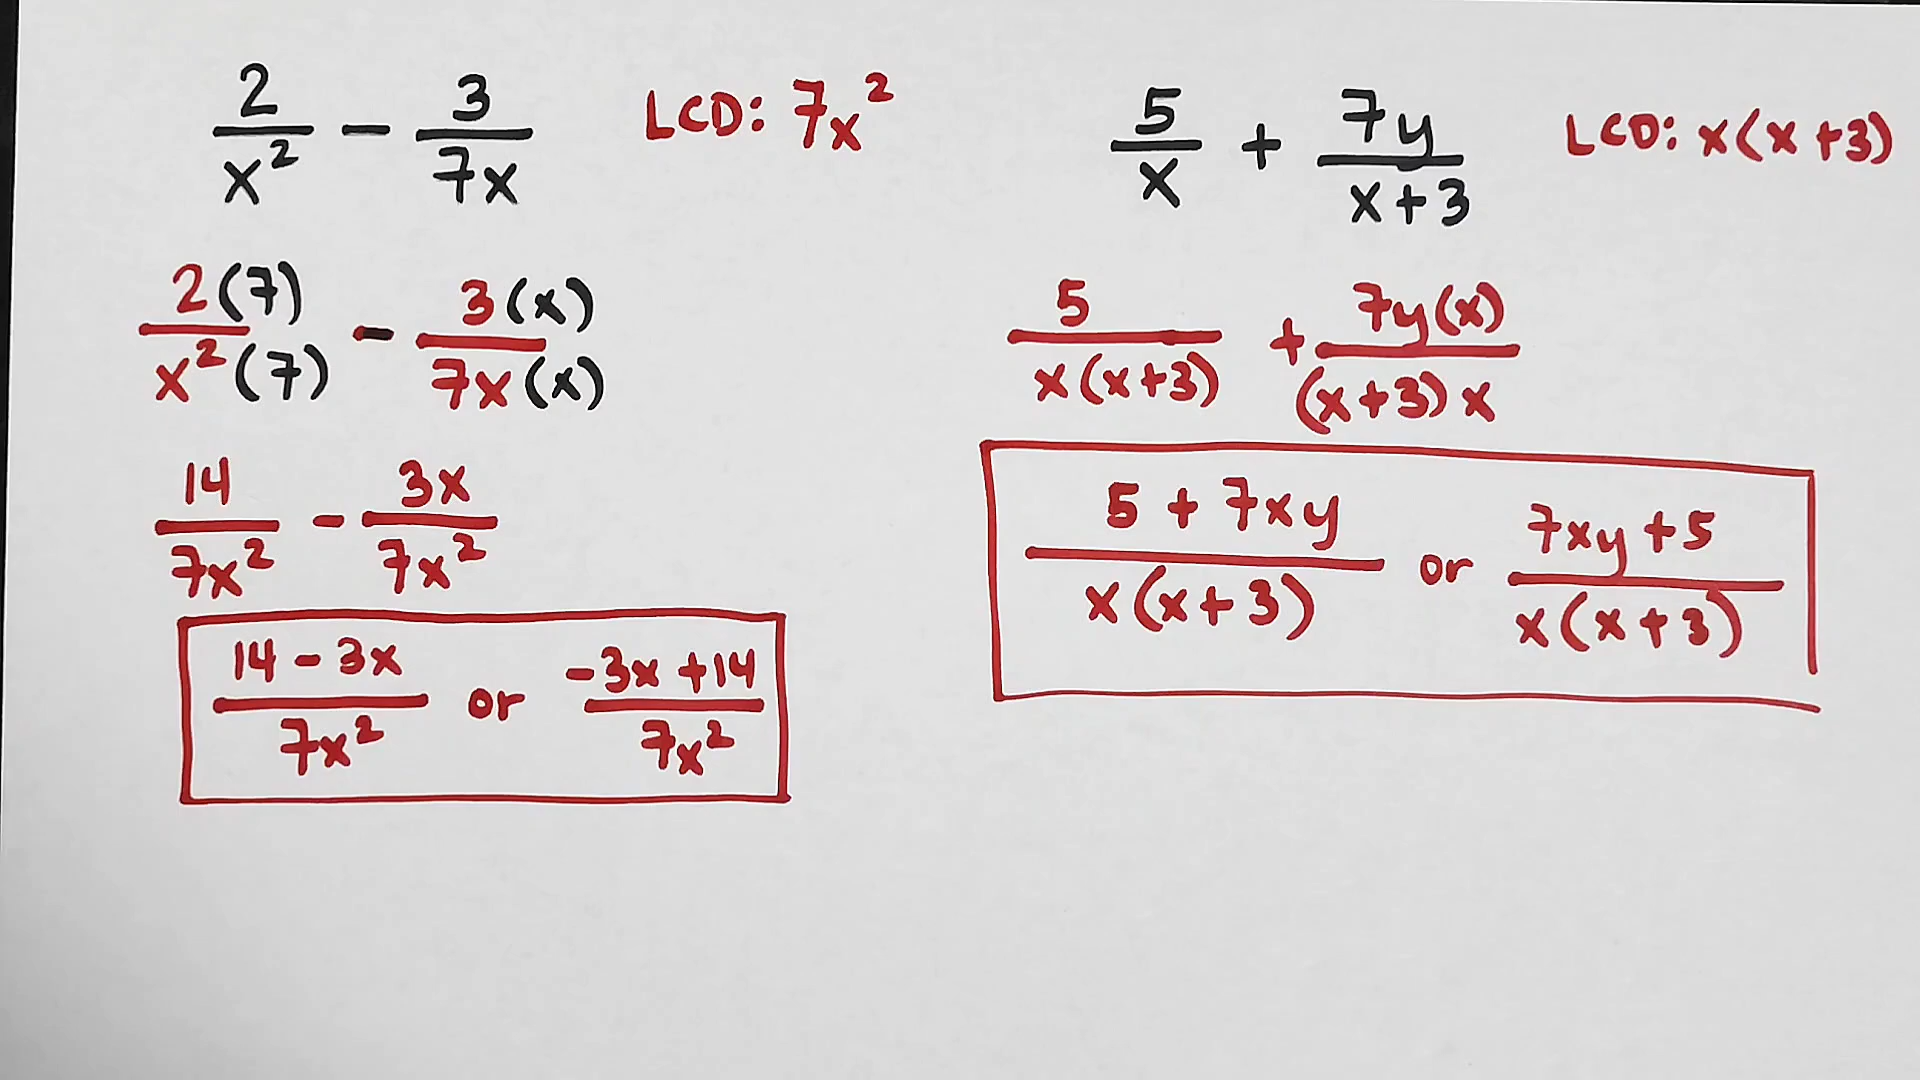 2/x² - 3/7x LCD: 7x²
2(7)/x²(7) - 3(x)/7x(x)
14/7x² - 3x/7x²
14 - 3x/7x² or -3x + 14/7x²
5/x + 7y/x+3 LCD: x(x+3)
5/x(x+3) + 7y(x)/(x+3)x
5 + 7xy/x(x+3) or 7xy + 5/x(x+3)